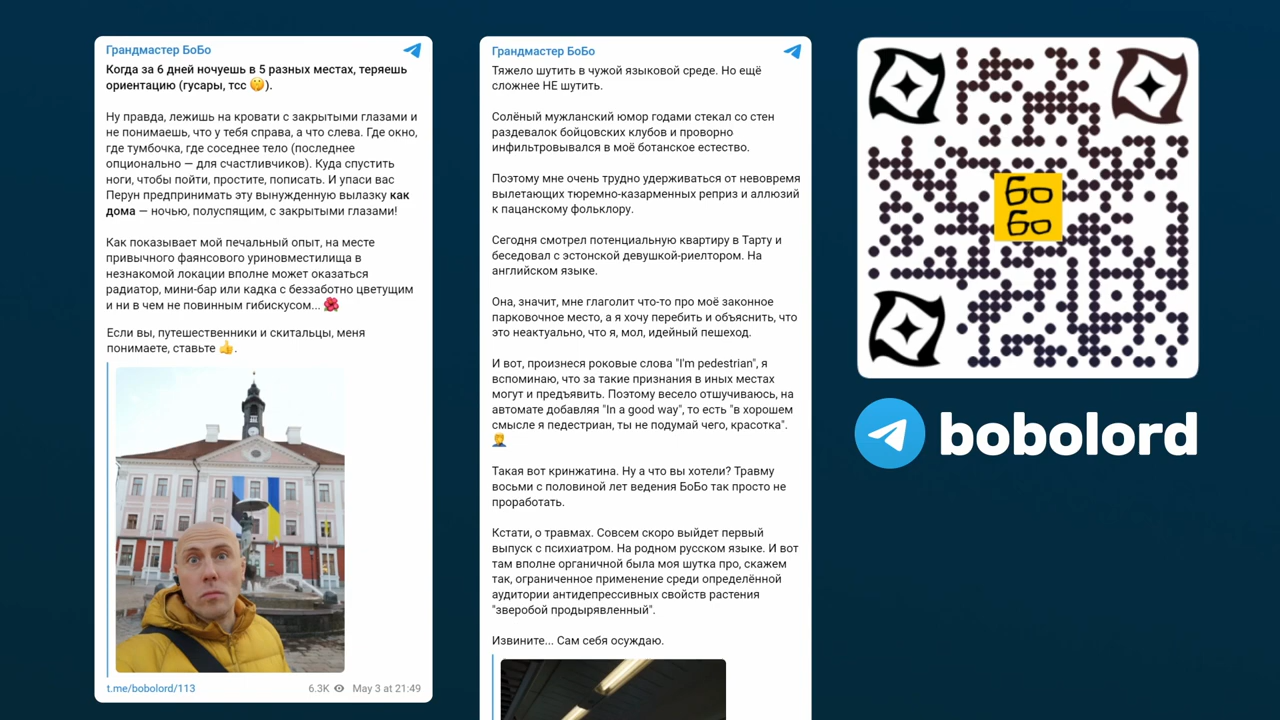 Грандмастер БоБо
Когда за 6 дней ночуешь в 5 разных местах, теряешь
ориентацию (гусары, тсс 🤫).
Ну правда, лежишь на кровати с закрытыми глазами и
не понимаешь, что у тебя справа, а что слева. Где окно,
где тумбочка, где соседнее тело (последнее
опционально — для счастливчиков). Куда спустить
ноги, чтобы пойти, простите, пописать. И упаси вас
Перун предпринимать эту вынужденную вылазку как
дома — ночью, полуспящим, с закрытыми глазами!
Как показывает мой печальный опыт, на месте
привычного фаянсового уриновместилища в
незнакомой локации вполне может оказаться
радиатор, мини-бар или кадка с беззаботно цветущим
и ни в чем не повинным гибискусом... 🌺
Если вы, путешественники и скитальцы, меня
понимаете, ставьте 👍.
t.me/bobolord/113
6.3K May 3 at 21:49
Грандмастер БоБо
Тяжело шутить в чужой языковой среде. Но ещё
сложнее НЕ шутить.
Солёный мужланский юмор годами стекал со стен
раздевалок бойцовских клубов и проворно
инфильтровывался в моё ботанское естество.
Поэтому мне очень трудно удерживаться от невовремя
вылетающих тюремно-казарменных реприз и аллюзий
к пацанскому фольклору.
Сегодня смотрел потенциальную квартиру в Тарту и
беседовал с эстонской девушкой-риелтором. На
английском языке.
Она, значит, мне глаголит что-то про моё законное
парковочное место, а я хочу перебить и объяснить, что
это неактуально, что я, мол, идейный пешеход.
И вот, произнеся роковые слова "I'm pedestrian", я
вспоминаю, что за такие признания в иных местах
могут и предъявить. Поэтому весело отшучиваюсь, на
автомате добавляя "In a good way", то есть "в хорошем
смысле я педестриан, ты не подумай чего, красотка".
🤦
Такая вот кринжатина. Ну а что вы хотели? Травму
восьми с половиной лет ведения БоБо так просто не
проработать.
Кстати, о травмах. Совсем скоро выйдет первый
выпуск с психиатром. На родном русском языке. И вот
там вполне органичной была моя шутка про, скажем
так, ограниченное применение среди определённой
аудитории антидепрессивных свойств растения
"зверобой продырявленный".
Извините... Сам себя осуждаю.
бо
бо
bobolord